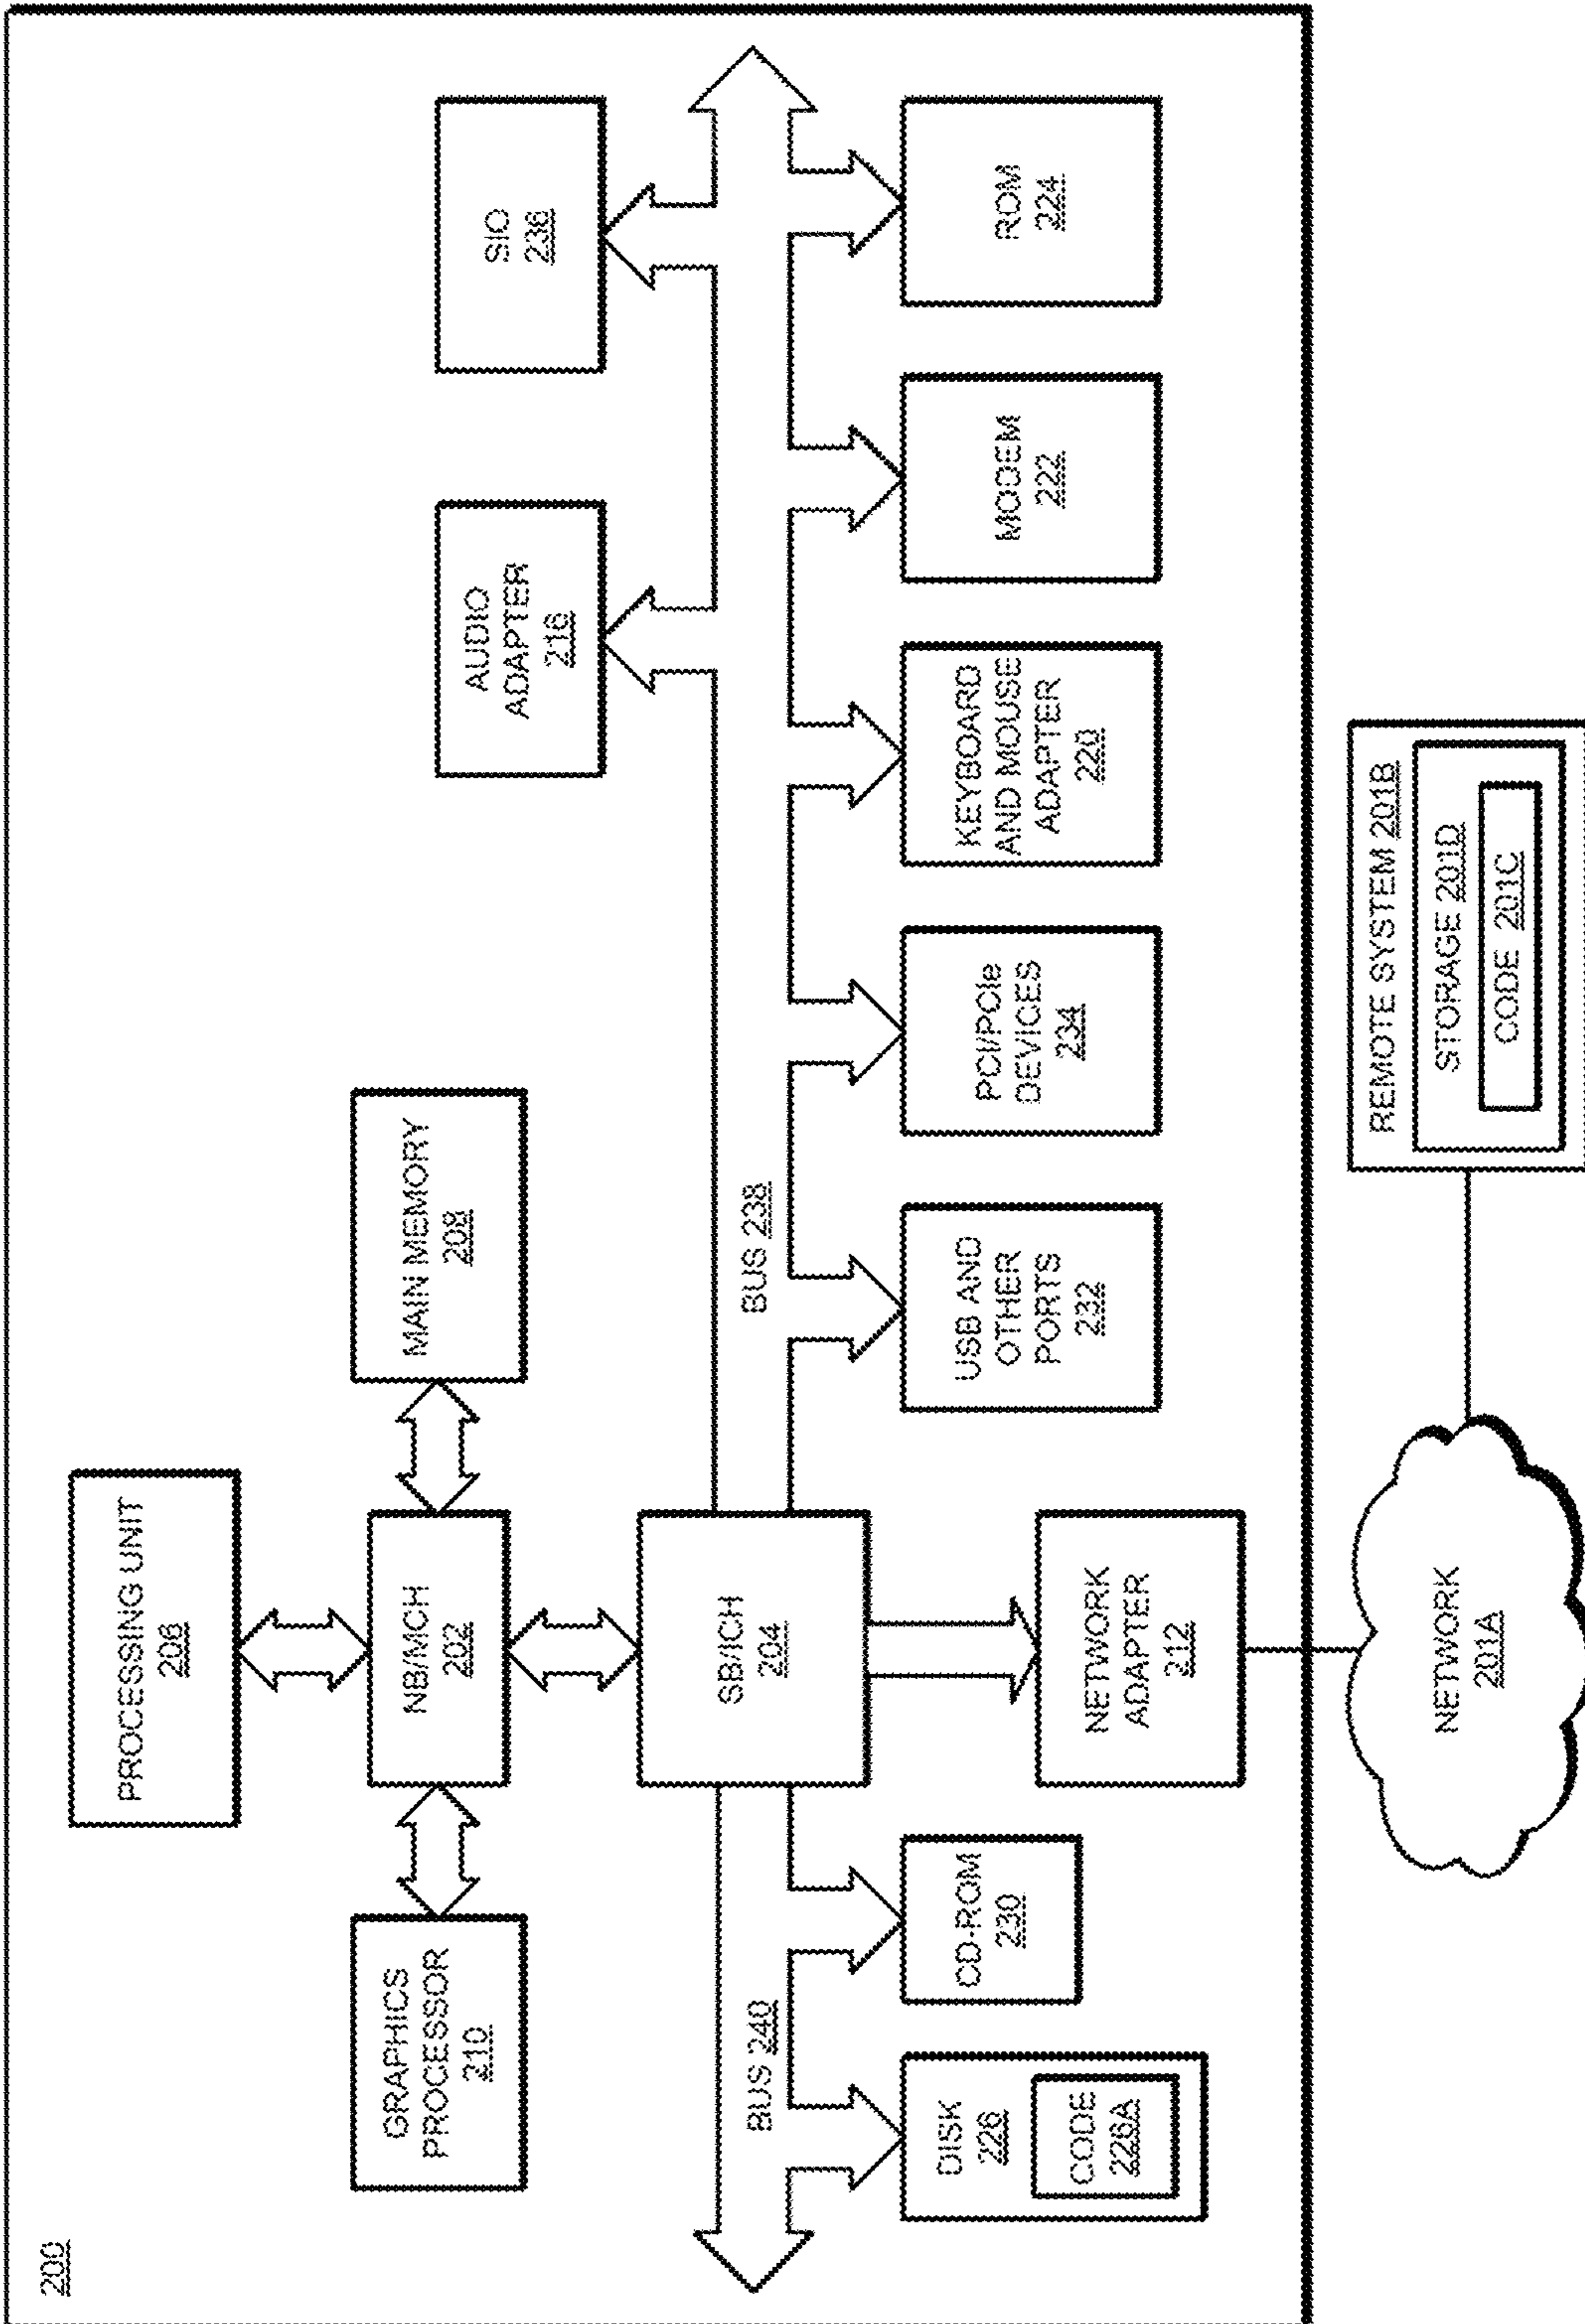 200
PROCESSING UNIT
206
GRAPHICS
PROCESSOR
210
NB/MCH
202
MAIN MEMORY
208
AUDIO
ADAPTER
216
SIO
236
SB/ICH
204
BUS 240
BUS 238
DISK
226
CODE
226A
CD-ROM
230
NETWORK
ADAPTER
212
USB AND
OTHER
PORTS
232
PCI/PCIe
DEVICES
234
KEYBOARD
AND MOUSE
ADAPTER
220
MODEM
222
ROM
224
NETWORK
201A
REMOTE SYSTEM 201B
STORAGE 201D
CODE 201C